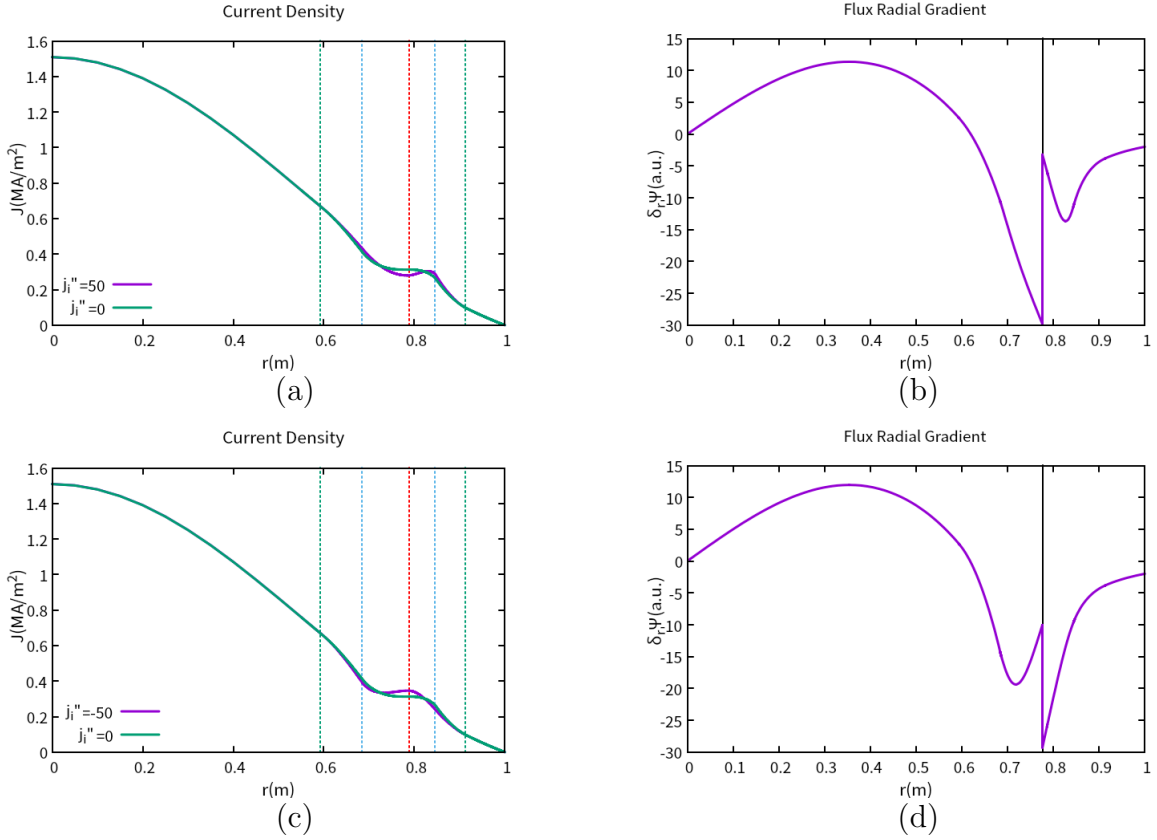 Current Density
J(MA/m²)
1.6
1.4
1.2
1
0.8
0.6
0.4
0.2
0
jᵢ"=50
jᵢ"=0
0 0.2 0.4 0.6 0.8 1
r(m)
(a)
Flux Radial Gradient
δᵣΨ(a.u.)
15
10
5
0
-5
-10
-15
-20
-25
-30
0 0.1 0.2 0.3 0.4 0.5 0.6 0.7 0.8 0.9 1
r(m)
(b)
Current Density
J(MA/m²)
1.6
1.4
1.2
1
0.8
0.6
0.4
0.2
0
jᵢ"=-50
jᵢ"=0
0 0.2 0.4 0.6 0.8 1
r(m)
(c)
Flux Radial Gradient
δᵣΨ(a.u.)
15
10
5
0
-5
-10
-15
-20
-25
-30
0 0.1 0.2 0.3 0.4 0.5 0.6 0.7 0.8 0.9 1
r(m)
(d)